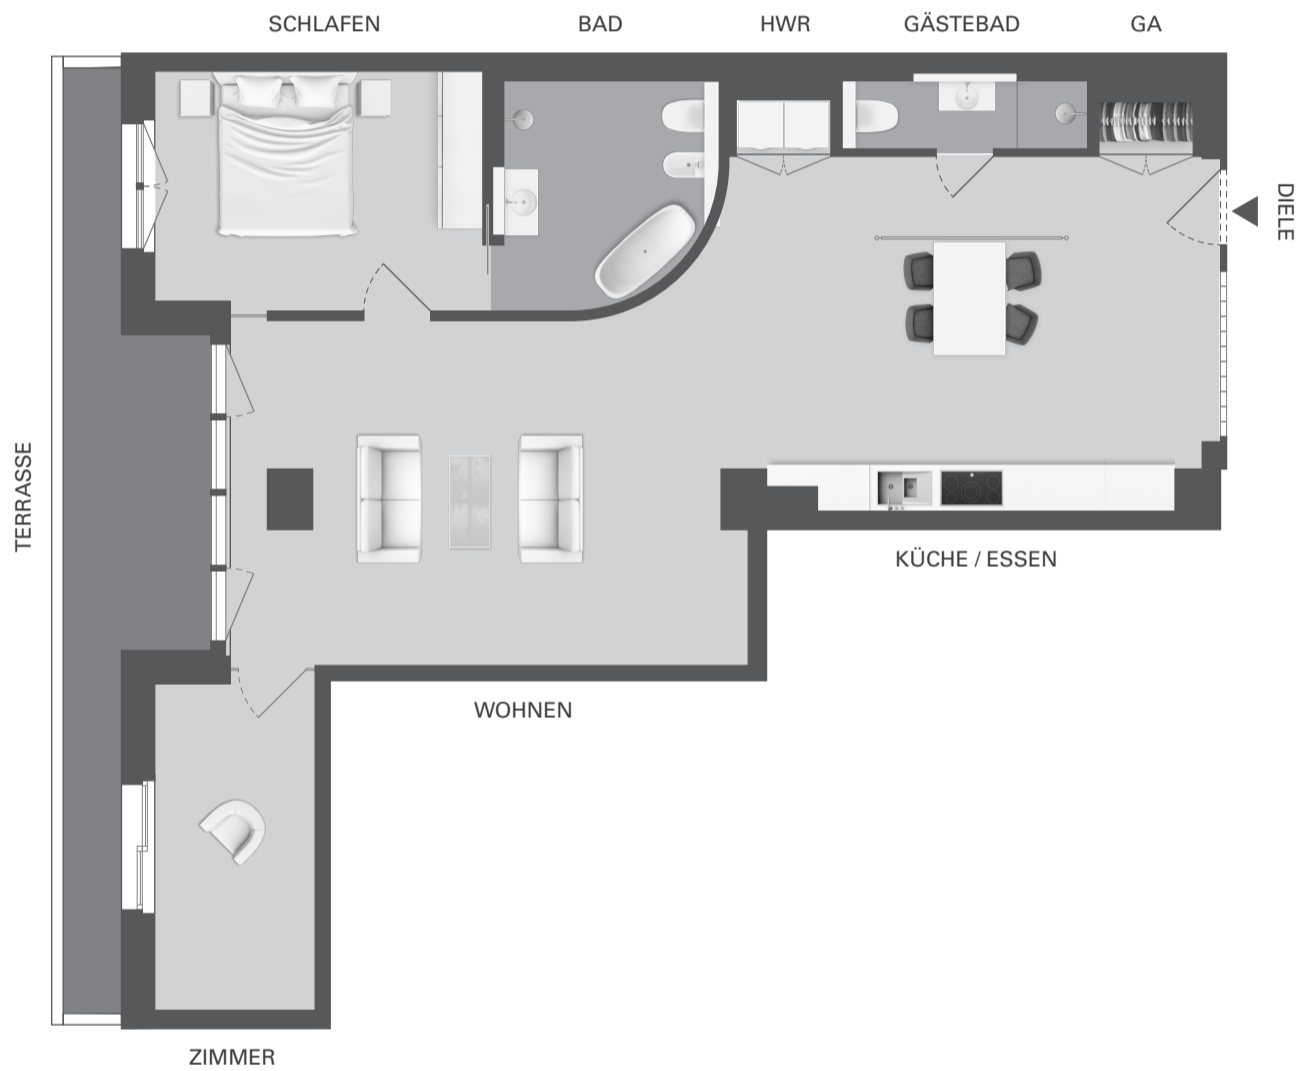 SCHLAFEN
BAD
HWR
GÄSTEBAD
GA
DIELE
TERRASSE
KÜCHE / ESSEN
WOHNEN
ZIMMER